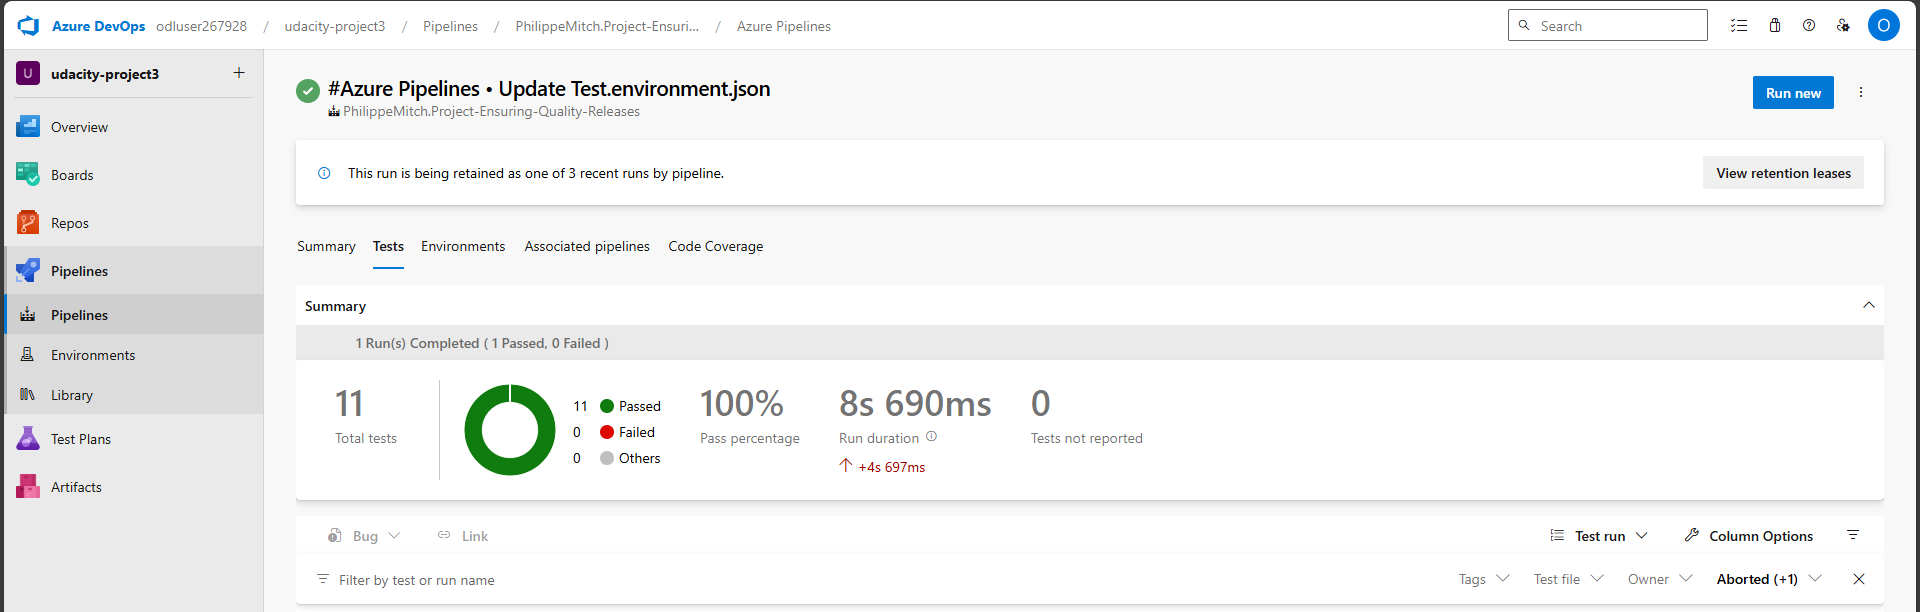 Azure DevOps odluser267928 / udacity-project3 / Pipelines / PhilippeMitch.Project-Ensuri... / Azure Pipelines
Search
O
U udacity-project3 +
Overview
Boards
Repos
Pipelines
Pipelines
Environments
Library
Test Plans
Artifacts
#Azure Pipelines • Update Test.environment.json
PhilippeMitch.Project-Ensuring-Quality-Releases
Run new
This run is being retained as one of 3 recent runs by pipeline.
View retention leases
Summary Tests Environments Associated pipelines Code Coverage
Summary
1 Run(s) Completed ( 1 Passed, 0 Failed )
11
Total tests
11 Passed
0 Failed
0 Others
100%
Pass percentage
8s 690ms
Run duration
+4s 697ms
0
Tests not reported
Bug Link
Test run Column Options
Filter by test or run name
Tags Test file Owner Aborted (+1)